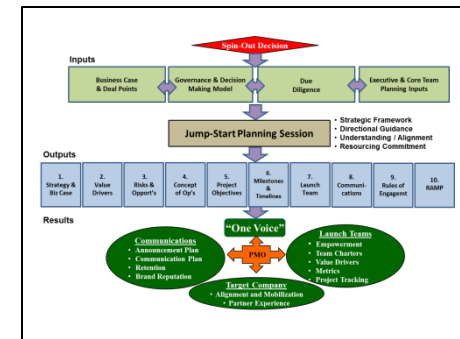 Spin-Out Decision
Inputs
Business Case
& Deal Points
Governance & Decision
Making Model
Due
Diligence
Executive & Core Team
Planning Inputs
Jump-Start Planning Session
• Strategic Framework
• Directional Guidance
• Understanding / Alignment
• Resourcing Commitment
Outputs
1.
Strategy &
Biz Case
2.
Value
Drivers
3.
Risks &
Opport's
4.
Concept
of Op's
5.
Project
Objectives
6.
Milestones
&
Timelines
7.
Launch
Team
8.
Communi-
cations
9.
Rules of
Engagemt
10.
RAMP
Results
"One Voice"
Communications
• Announcement Plan
• Communication Plan
• Retention
• Brand Reputation
PMO
Launch Teams
• Empowerment
• Team Charters
• Value Drivers
• Metrics
• Project Tracking
Target Company
• Alignment and Mobilization
• Partner Experience